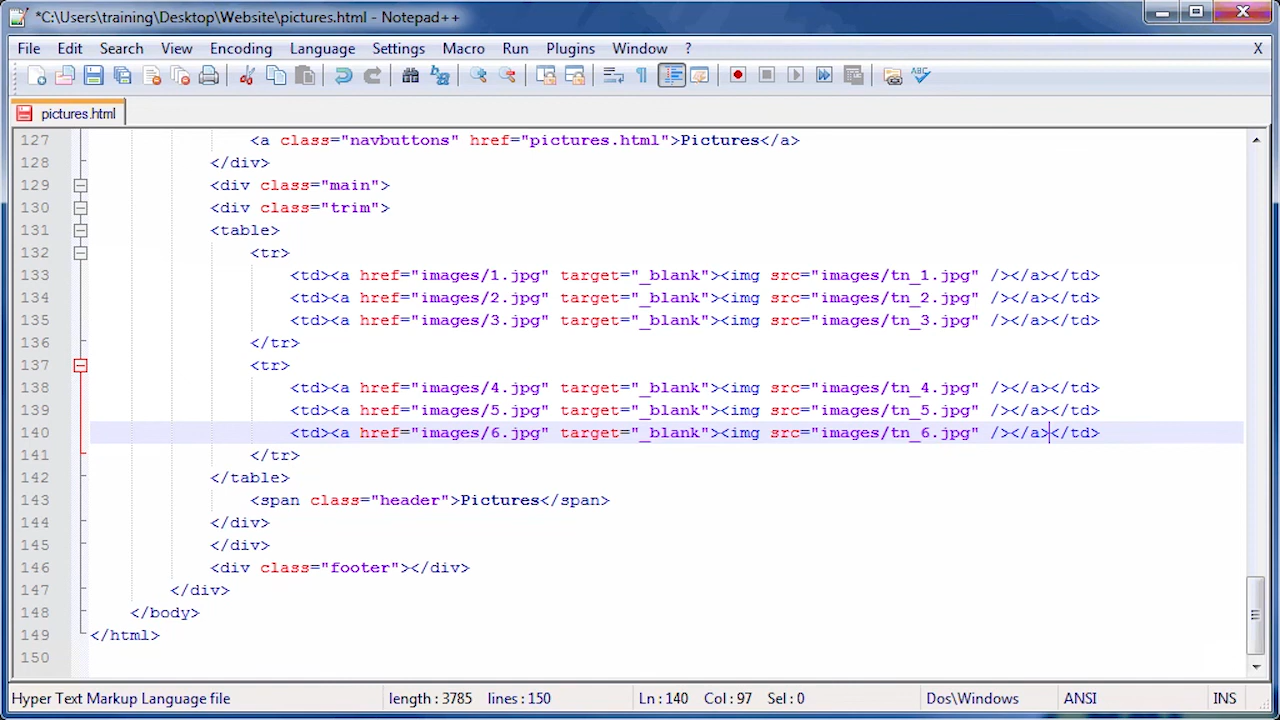 *C:\Users\training\Desktop\Website\pictures.html - Notepad++
File Edit Search View Encoding Language Settings Macro Run Plugins Window ? X
pictures.html
127 <a class="navbuttons" href="pictures.html">Pictures</a>
128 </div>
129 <div class="main">
130 <div class="trim">
131 <table>
132 <tr>
133 <td><a href="images/1.jpg" target="_blank"><img src="images/tn_1.jpg" /></a></td>
134 <td><a href="images/2.jpg" target="_blank"><img src="images/tn_2.jpg" /></a></td>
135 <td><a href="images/3.jpg" target="_blank"><img src="images/tn_3.jpg" /></a></td>
136 </tr>
137 <tr>
138 <td><a href="images/4.jpg" target="_blank"><img src="images/tn_4.jpg" /></a></td>
139 <td><a href="images/5.jpg" target="_blank"><img src="images/tn_5.jpg" /></a></td>
140 <td><a href="images/6.jpg" target="_blank"><img src="images/tn_6.jpg" /></a></td>
141 </tr>
142 </table>
143 <span class="header">Pictures</span>
144 </div>
145 </div>
146 <div class="footer"></div>
147 </div>
148 </body>
149 </html>
150
Hyper Text Markup Language file length : 3785 lines : 150 Ln : 140 Col : 97 Sel : 0 Dos\Windows ANSI INS